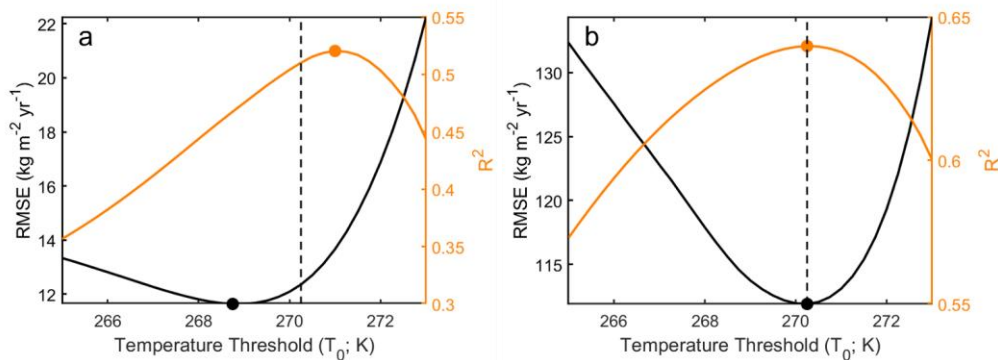 a
22
20
18
16
14
12
RMSE (kg m⁻² yr⁻¹)
0.55
0.5
0.45
0.4
0.35
0.3
R²
266 268 270 272
Temperature Threshold (T₀; K)
b
130
125
120
115
RMSE (kg m⁻² yr⁻¹)
0.65
0.6
0.55
R²
266 268 270 272
Temperature Threshold (T₀; K)